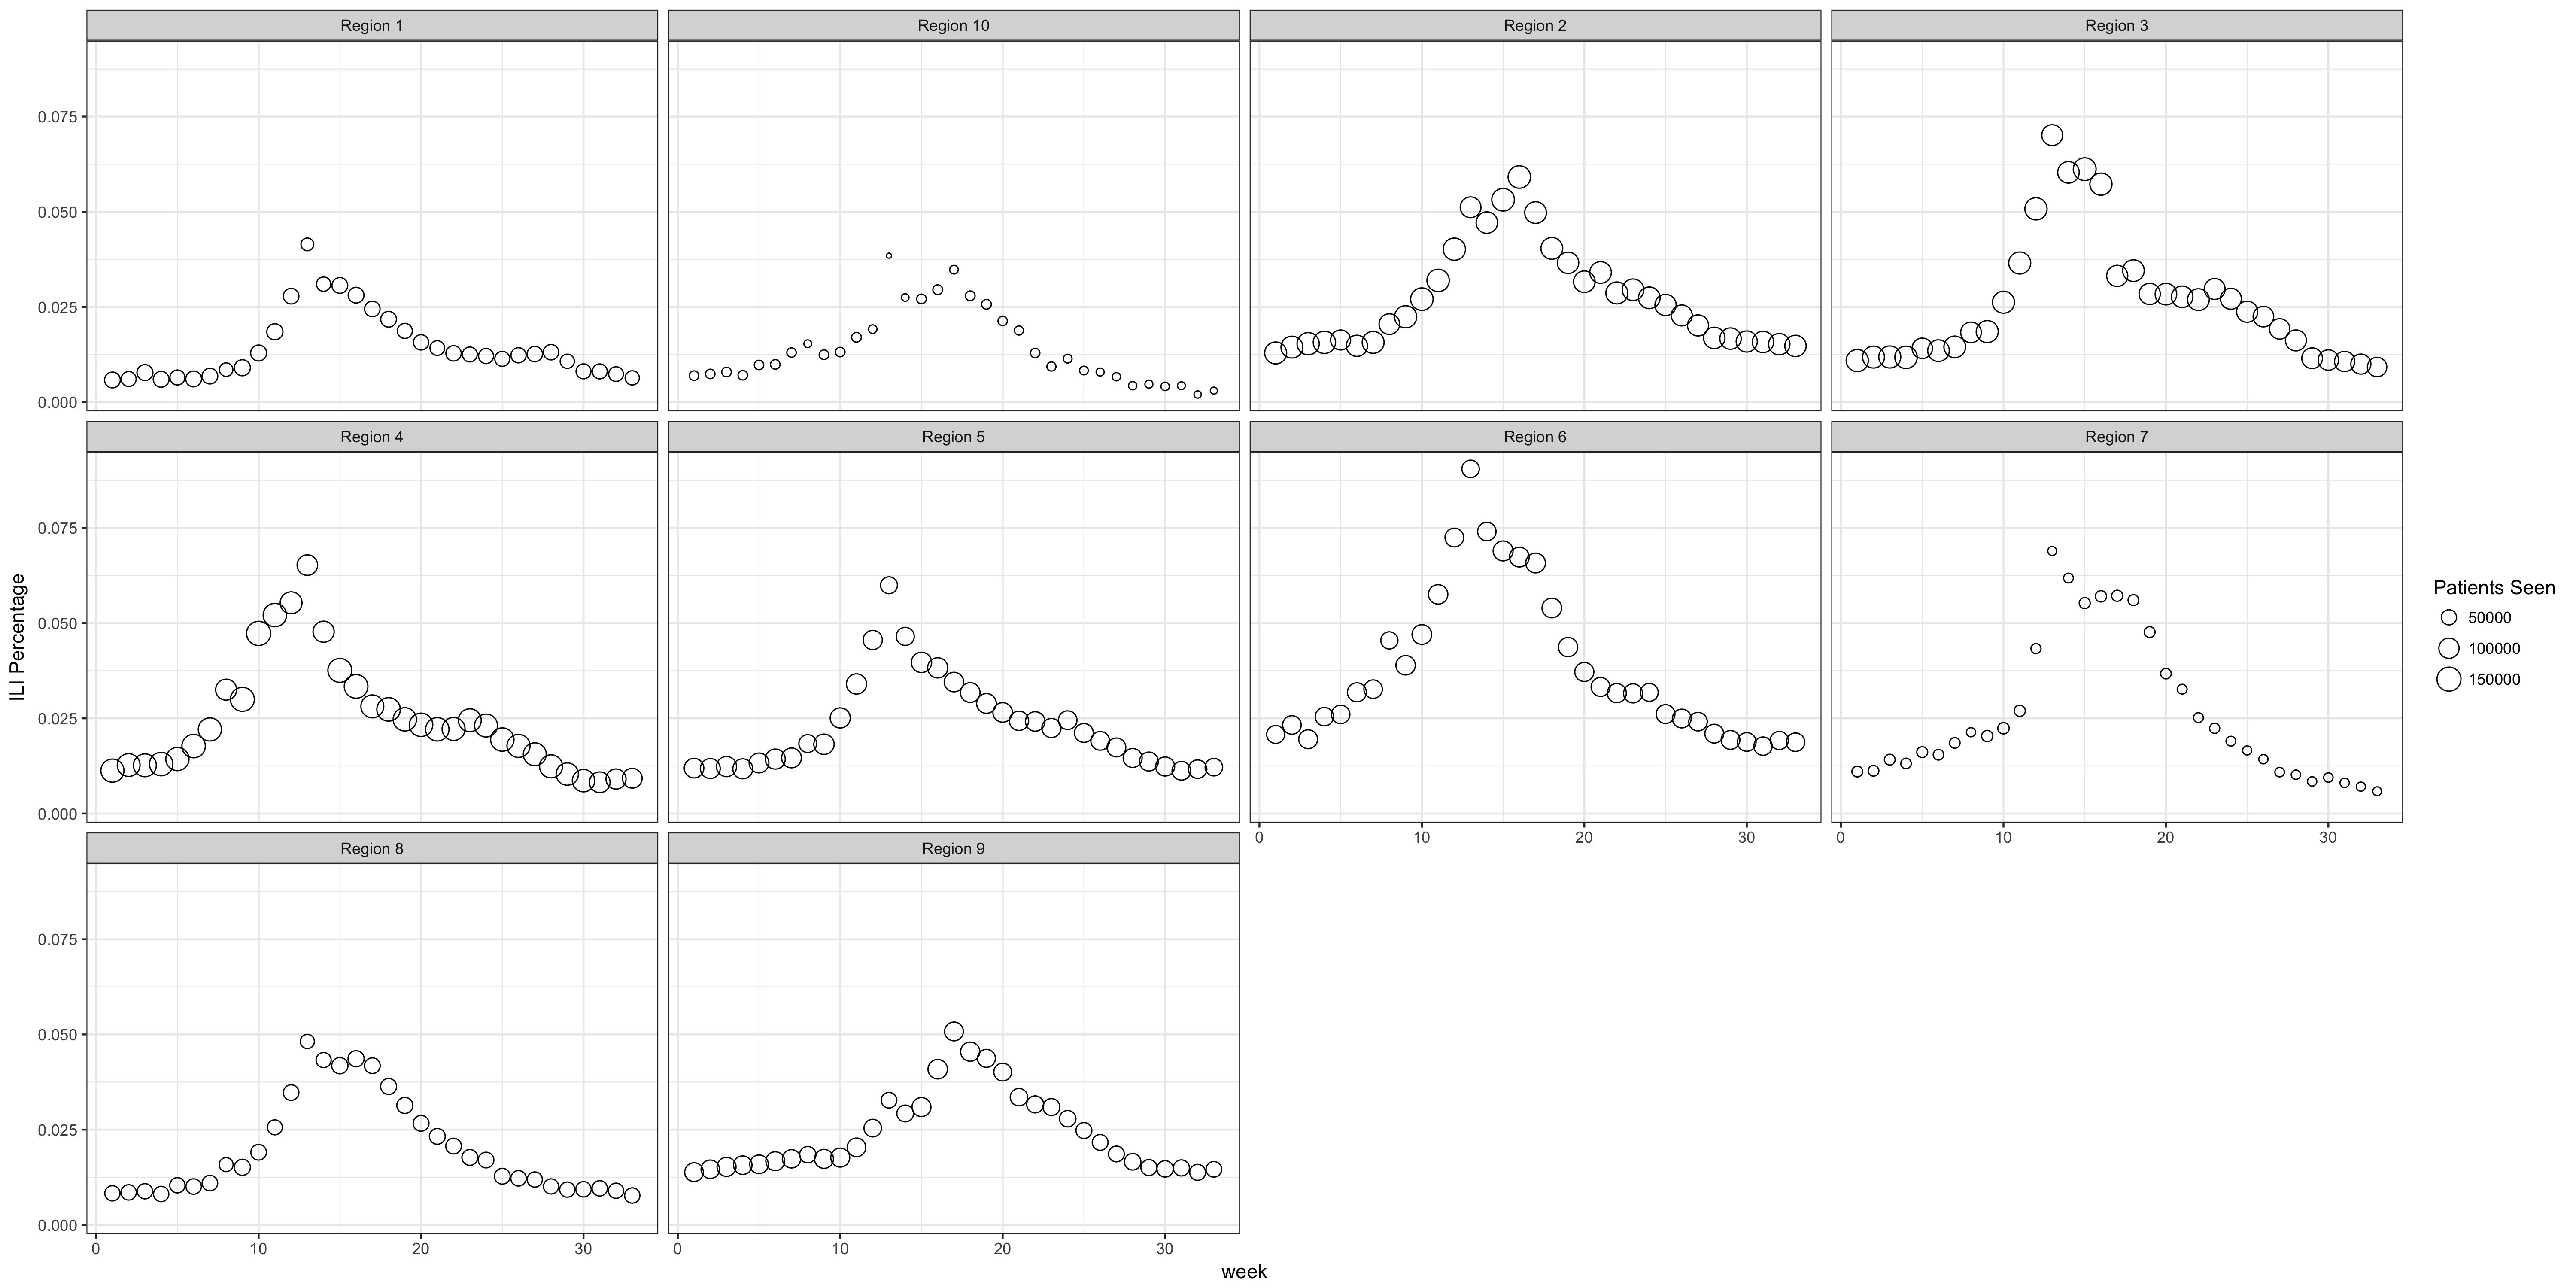 Region 1
Region 10
Region 2
Region 3
0.075
0.050
0.025
0.000
Region 4
Region 5
Region 6
Region 7
0.075
0.050
0.025
0.000
0 10 20 30
0 10 20 30
Region 8
Region 9
0.075
0.050
0.025
0.000
0 10 20 30
0 10 20 30
week
ILI Percentage
Patients Seen
50000
100000
150000